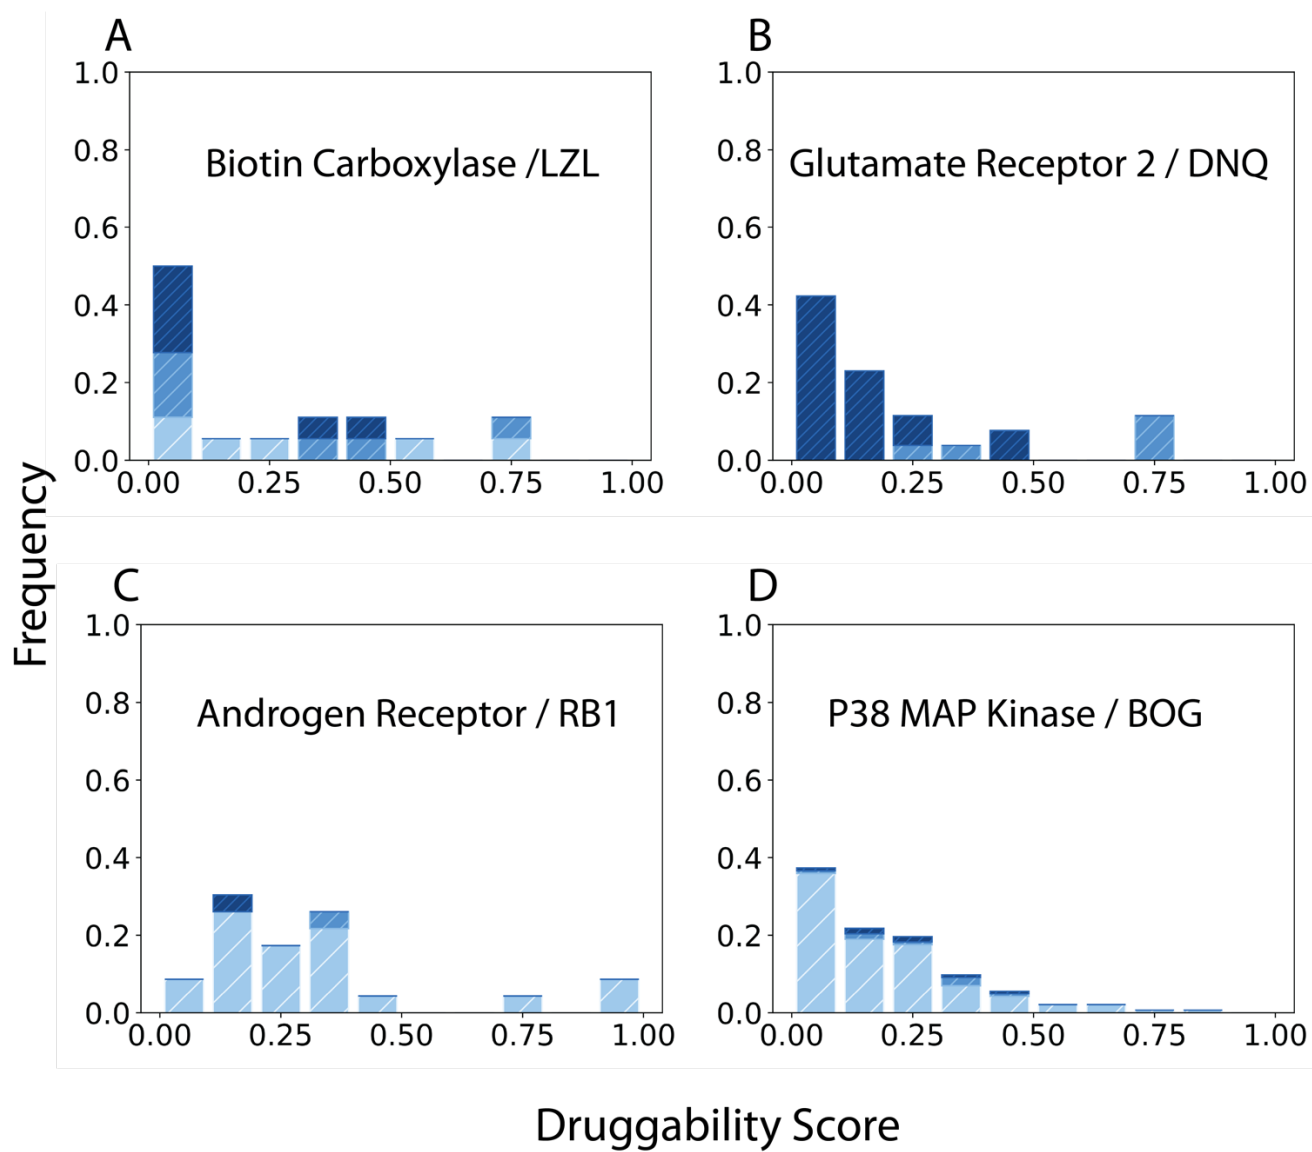 A
1.0
0.8
0.6
0.4
0.2
0.0
Biotin Carboxylase /LZL
0.00 0.25 0.50 0.75 1.00
B
1.0
0.8
0.6
0.4
0.2
0.0
Glutamate Receptor 2 / DNQ
0.00 0.25 0.50 0.75 1.00
Frequency
C
1.0
0.8
0.6
0.4
0.2
0.0
Androgen Receptor / RB1
0.00 0.25 0.50 0.75 1.00
D
1.0
0.8
0.6
0.4
0.2
0.0
P38 MAP Kinase / BOG
0.00 0.25 0.50 0.75 1.00
Druggability Score